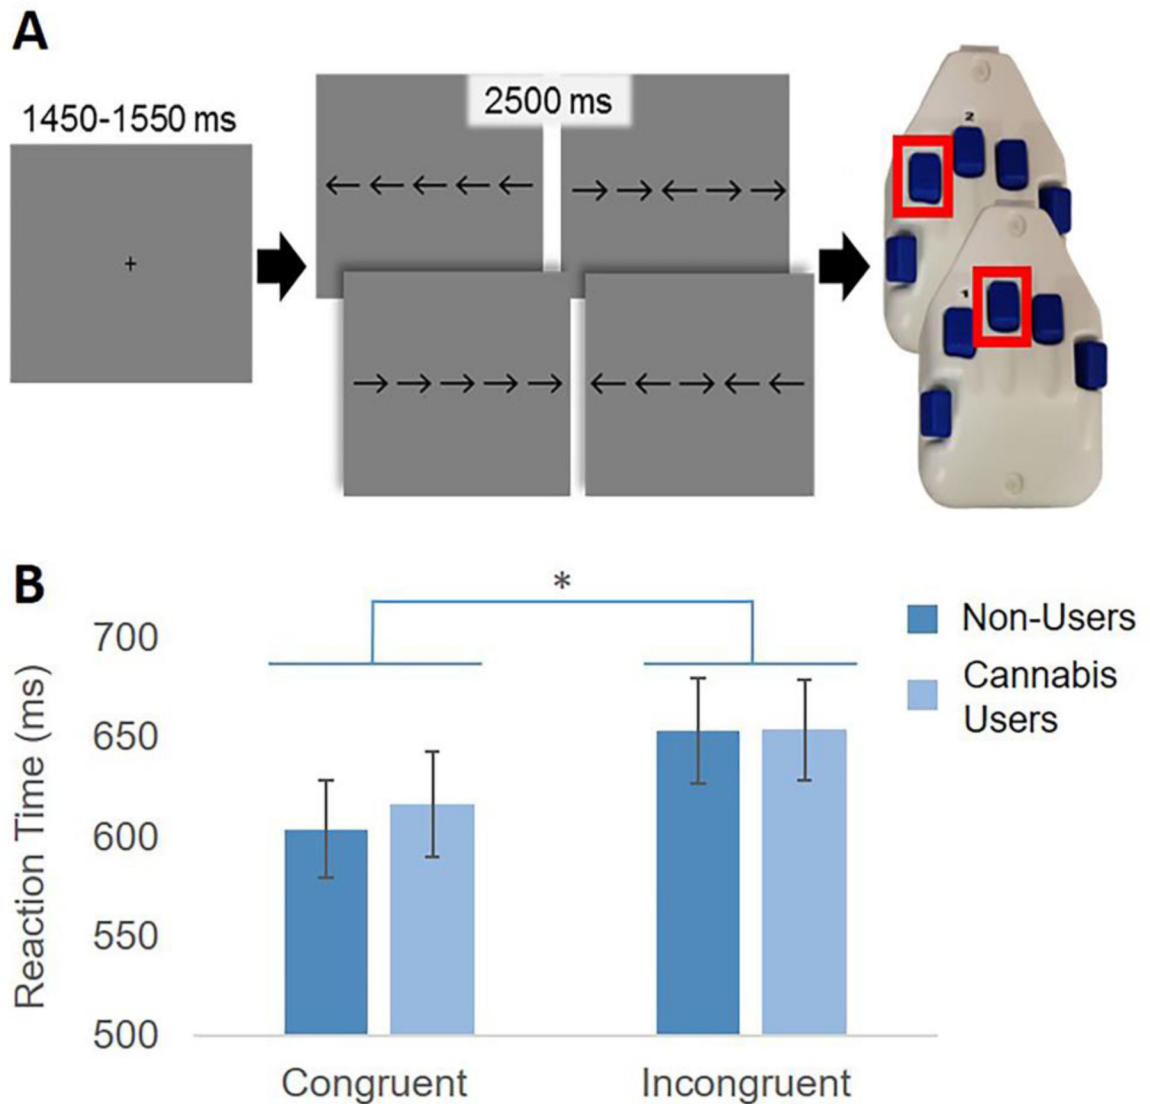 A
1450-1550 ms
2500 ms
+
← ← ← ← ←
→ → ← → →
→ → → → →
← ← → ← ←
2
1
B
*
Non-Users
Cannabis
Users
Reaction Time (ms)
700
650
600
550
500
Congruent
Incongruent